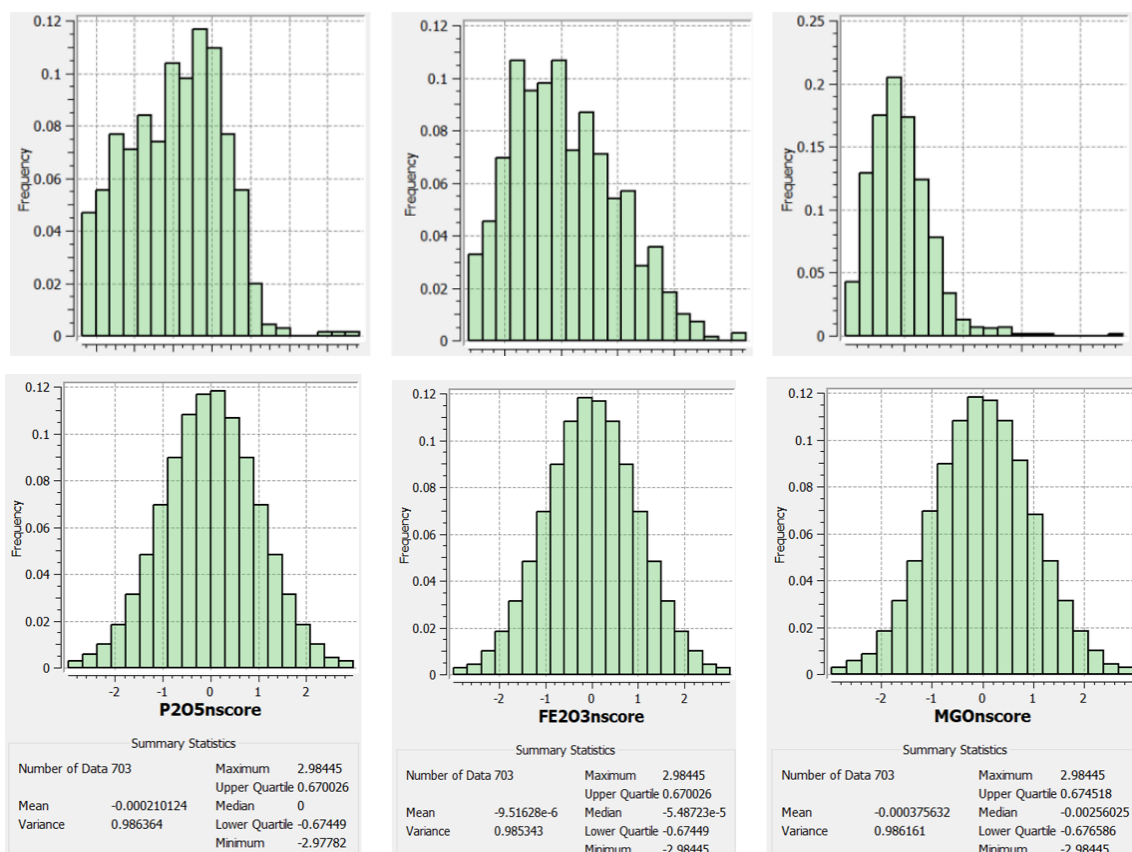 0.12
0.1
0.08
0.06
0.04
0.02
0
Frequency
0.12
0.1
0.08
0.06
0.04
0.02
0
Frequency
0.25
0.2
0.15
0.1
0.05
0
Frequency
0.12
0.1
0.08
0.06
0.04
0.02
0
Frequency
-2 -1 0 1 2
P2O5nscore
Summary Statistics
Number of Data 703 Maximum 2.98445
Upper Quartile 0.670026
Mean -0.000210124 Median 0
Variance 0.986364 Lower Quartile -0.67449
Minimum -2.97782
0.12
0.1
0.08
0.06
0.04
0.02
0
Frequency
-2 -1 0 1 2
FE2O3nscore
Summary Statistics
Number of Data 703 Maximum 2.98445
Upper Quartile 0.670026
Mean -9.51628e-6 Median -5.48723e-5
Variance 0.985343 Lower Quartile -0.67449
Minimum -2.98445
0.12
0.1
0.08
0.06
0.04
0.02
0
Frequency
-2 -1 0 1 2
MGOnscore
Summary Statistics
Number of Data 703 Maximum 2.98445
Upper Quartile 0.674518
Mean -0.000375632 Median -0.00256025
Variance 0.986161 Lower Quartile -0.676586
Minimum -2.98445